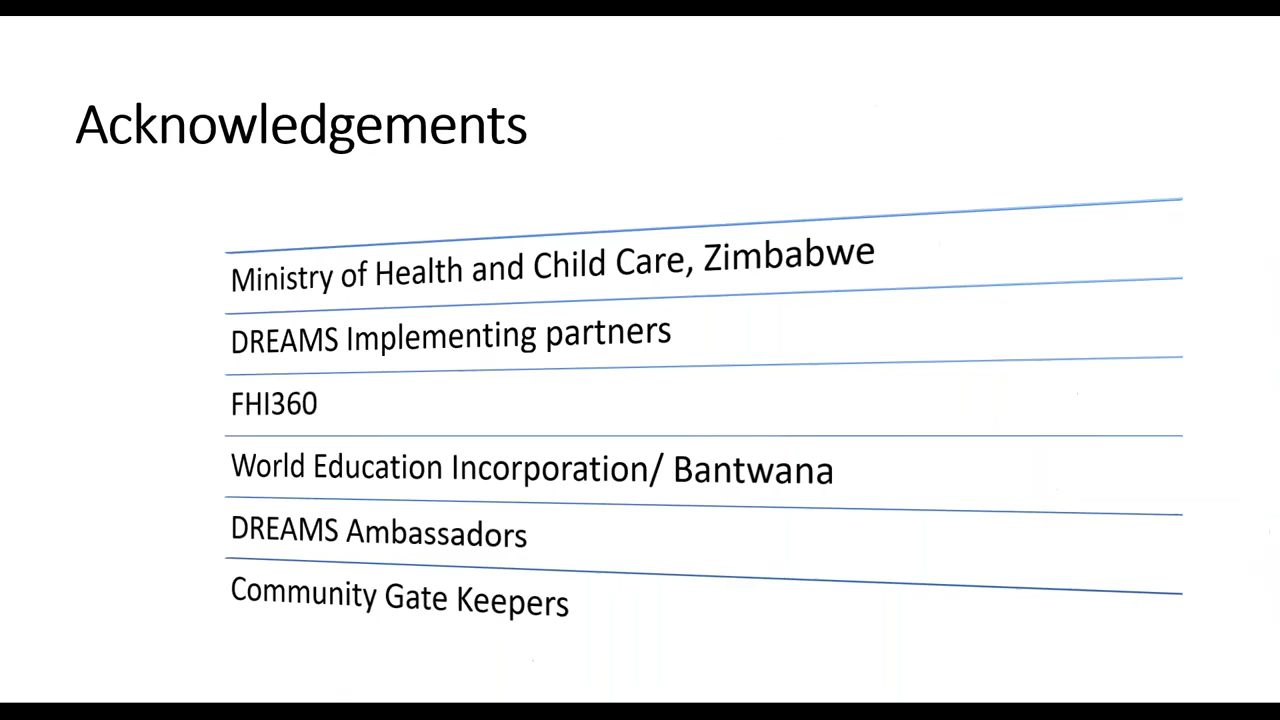 Acknowledgements
Ministry of Health and Child Care, Zimbabwe
DREAMS Implementing partners
FHI360
World Education Incorporation/ Bantwana
DREAMS Ambassadors
Community Gate Keepers